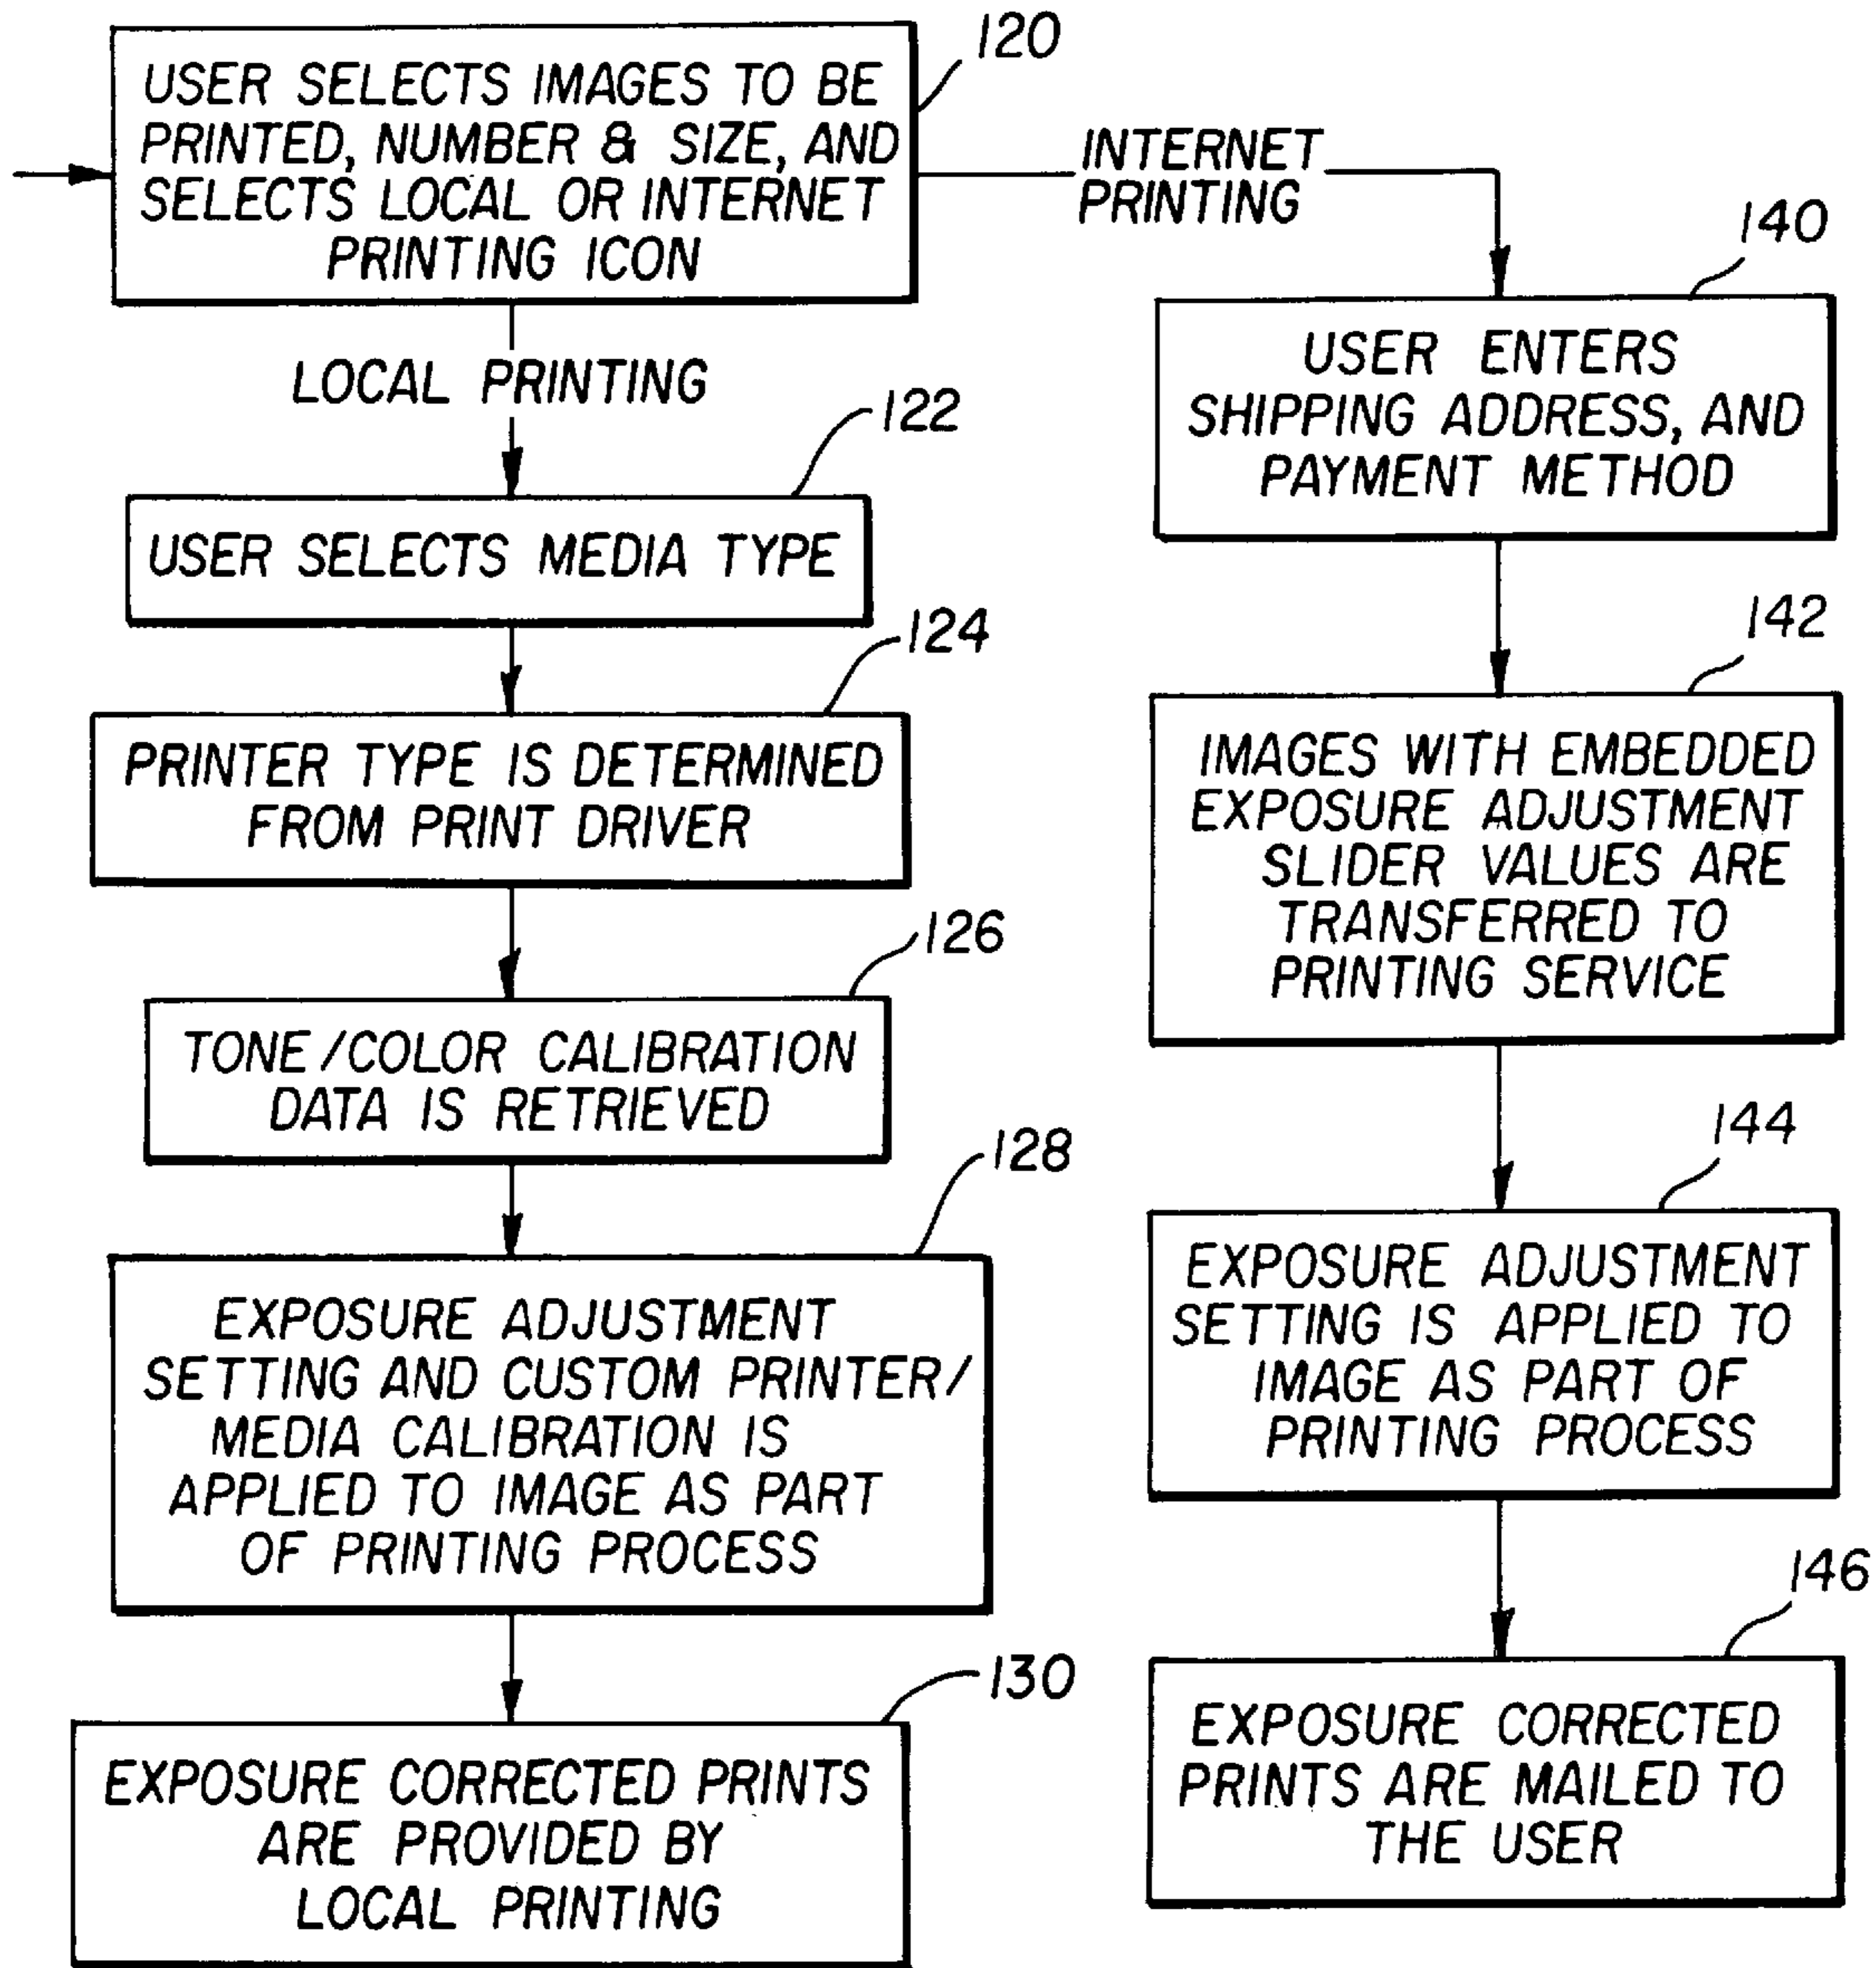 120
USER SELECTS IMAGES TO BE
PRINTED, NUMBER & SIZE, AND
SELECTS LOCAL OR INTERNET
PRINTING ICON
INTERNET
PRINTING
LOCAL PRINTING
122
USER SELECTS MEDIA TYPE
124
PRINTER TYPE IS DETERMINED
FROM PRINT DRIVER
126
TONE/COLOR CALIBRATION
DATA IS RETRIEVED
128
EXPOSURE ADJUSTMENT
SETTING AND CUSTOM PRINTER/
MEDIA CALIBRATION IS
APPLIED TO IMAGE AS PART
OF PRINTING PROCESS
130
EXPOSURE CORRECTED PRINTS
ARE PROVIDED BY
LOCAL PRINTING
140
USER ENTERS
SHIPPING ADDRESS, AND
PAYMENT METHOD
142
IMAGES WITH EMBEDDED
EXPOSURE ADJUSTMENT
SLIDER VALUES ARE
TRANSFERRED TO
PRINTING SERVICE
144
EXPOSURE ADJUSTMENT
SETTING IS APPLIED TO
IMAGE AS PART OF
PRINTING PROCESS
146
EXPOSURE CORRECTED
PRINTS ARE MAILED TO
THE USER